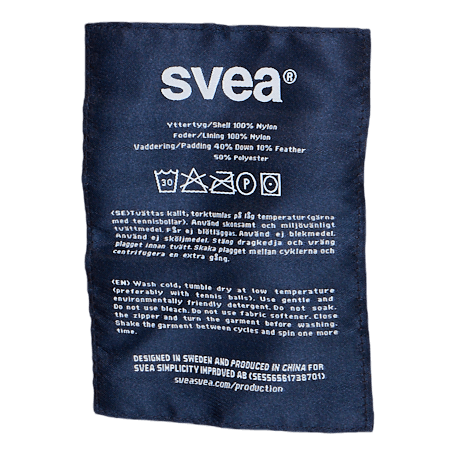 svea®
Yttertyg/Shell 100% Nylon
Foder/Lining 100% Nylon
Vaddering/Padding 40% Down 10% Feather
50% Polyester
30 P
(SE)Tvättas kallt, torktumlas på låg temperatur (gärna
med tennisbollar). Använd skonsamt och miljövänligt
tvättmedel. Får ej blötläggas. Använd ej blekmedel.
Använd ej sköljmedel. Stäng dragkedja och vräng
plagget innan tvätt. Skaka plagget mellan cyklerna och
centrifugera en extra gång.
(EN) Wash cold, tumble dry at low temperature
(preferably with tennis balls). Use gentle and
environmentally friendly detergent. Do not soak.
Do not use bleach. Do not use fabric softener. Close
the zipper and turn the garment before washing.
Shake the garment between cycles and spin one more
time.
DESIGNED IN SWEDEN AND PRODUCED IN CHINA FOR
SVEA SIMPLICITY IMPROVED AB (SE556561738701)
sveasvea.com/production